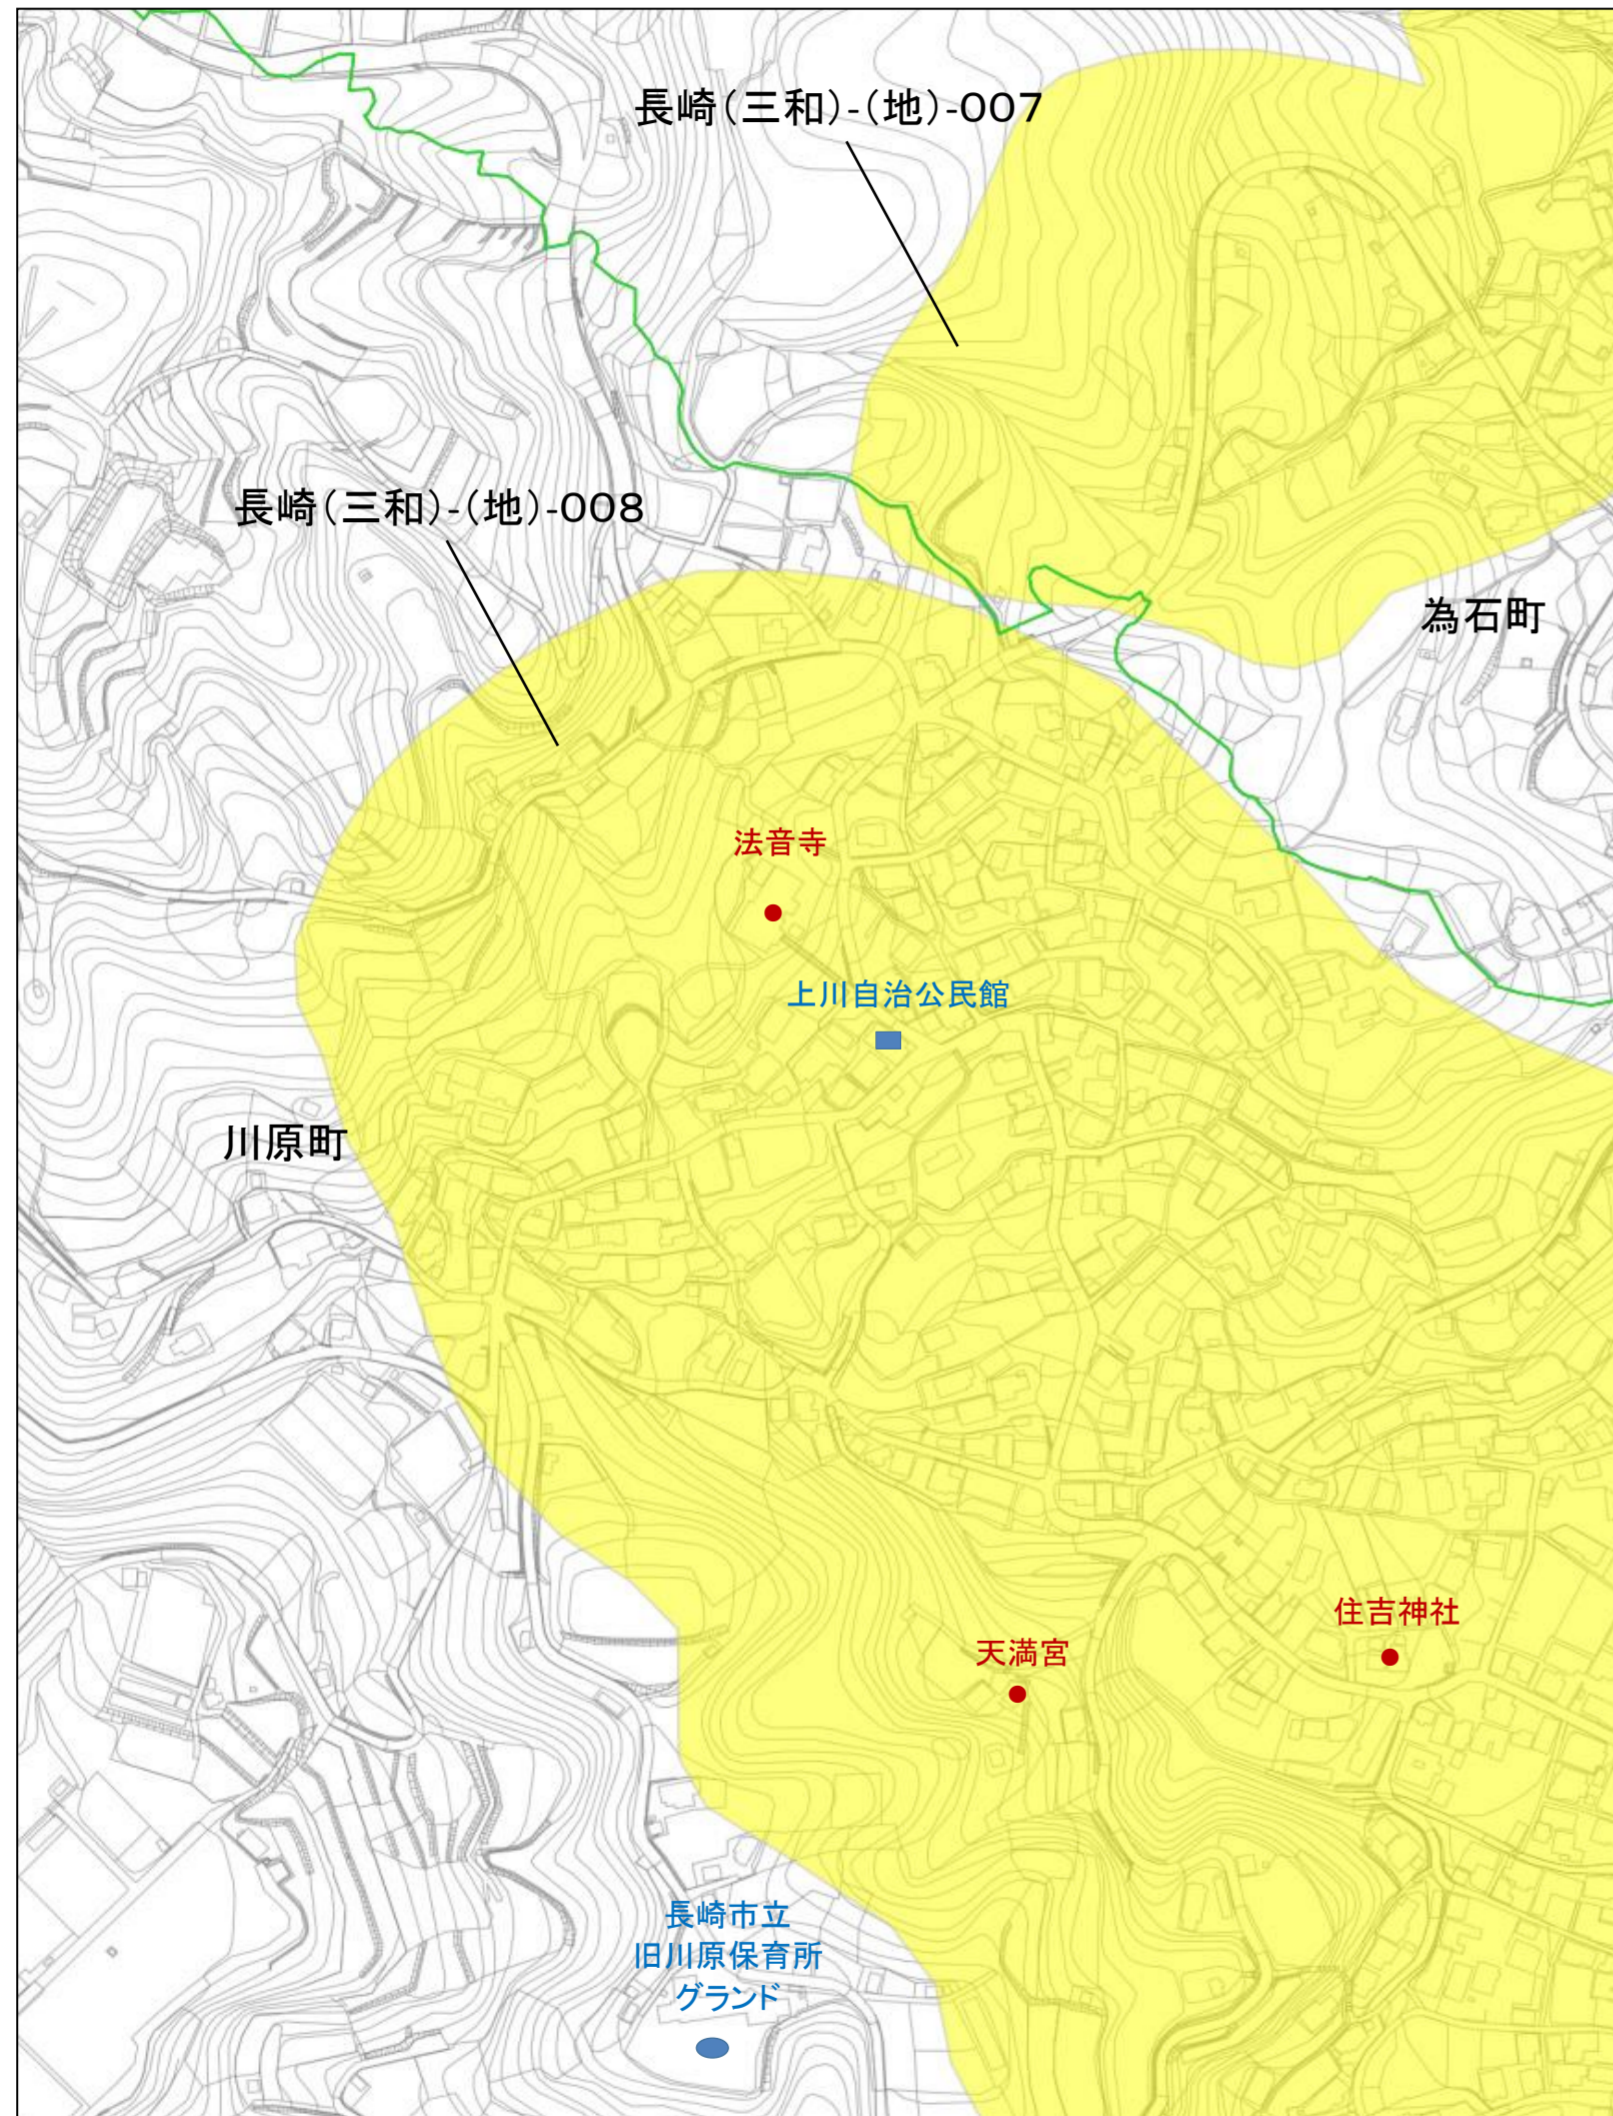 長崎(三和)-(地)-007
長崎(三和)-(地)-008
為石町
法音寺
上川自治公民館
川原町
住吉神社
天満宮
長崎市立
旧川原保育所
グランド